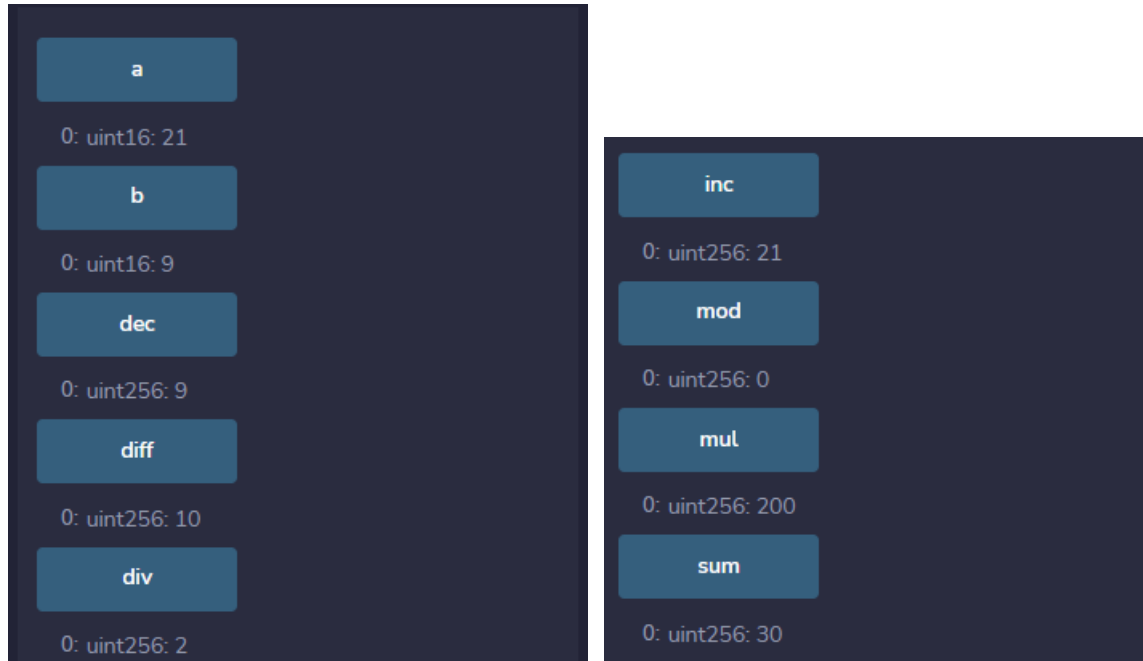 a
0: uint16: 21
b
0: uint16: 9
dec
0: uint256: 9
diff
0: uint256: 10
div
0: uint256: 2
inc
0: uint256: 21
mod
0: uint256: 0
mul
0: uint256: 200
sum
0: uint256: 30